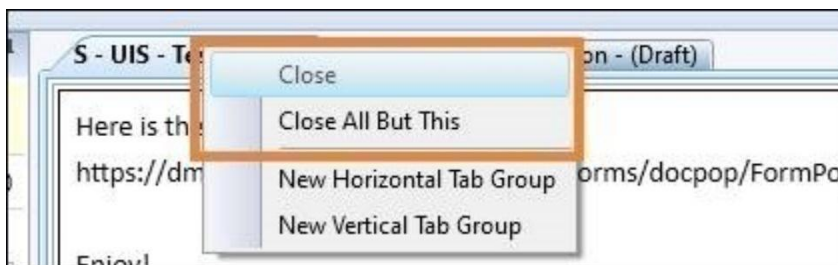 S - UIS - Te on - (Draft)
Close
Here is th Close All But This
https://dm New Horizontal Tab Group orms/docpop/FormPo
New Vertical Tab Group
Enjoy!